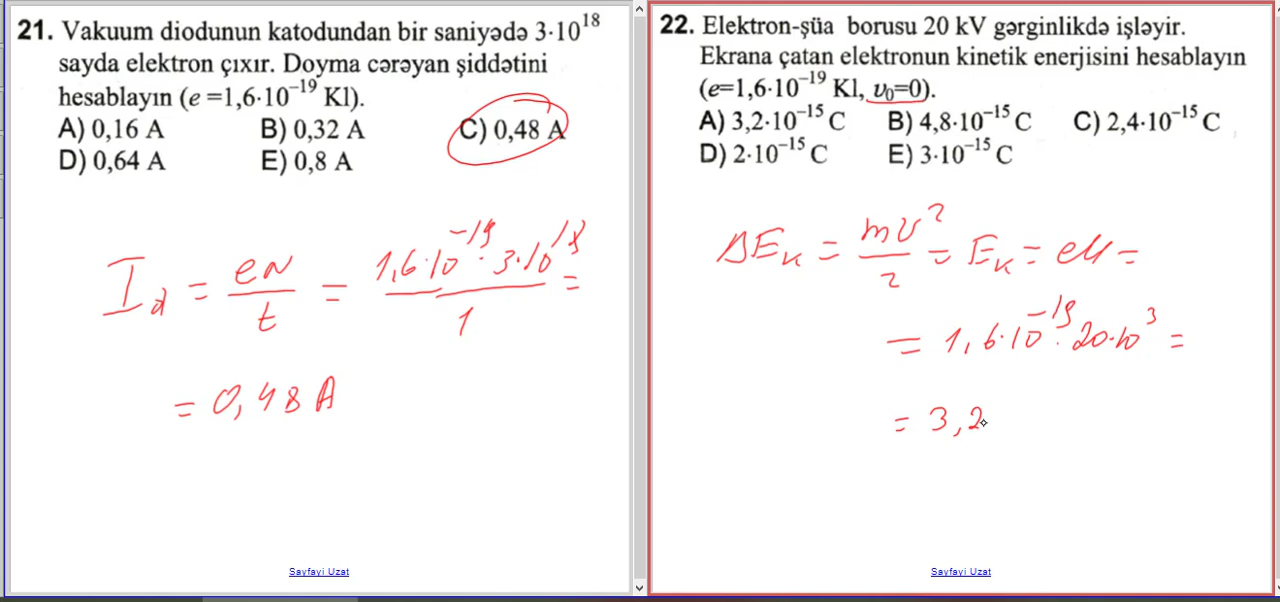 21. Vakuum diodunun katodundan bir saniyədə 3·10¹⁸
sayda elektron çıxır. Doyma cərəyan şiddətini
hesablayın (e =1,6·10⁻¹⁹ Kl).
A) 0,16 A B) 0,32 A C) 0,48 A
D) 0,64 A E) 0,8 A
I_d = eN/t = 1,6·10⁻¹⁹·3·10¹⁸/1 =
= 0,48 A
Sayfayi Uzat
22. Elektron-şüa borusu 20 kV gərginlikdə işləyir.
Ekrana çatan elektronun kinetik enerjisini hesablayın
(e=1,6·10⁻¹⁹ Kl, υ₀=0).
A) 3,2·10⁻¹⁵ C B) 4,8·10⁻¹⁵ C C) 2,4·10⁻¹⁵ C
D) 2·10⁻¹⁵ C E) 3·10⁻¹⁵ C
ΔE_k = mυ²/2 = E_k = eU =
= 1,6·10⁻¹⁹·20·10³ =
= 3,2
Sayfayi Uzat